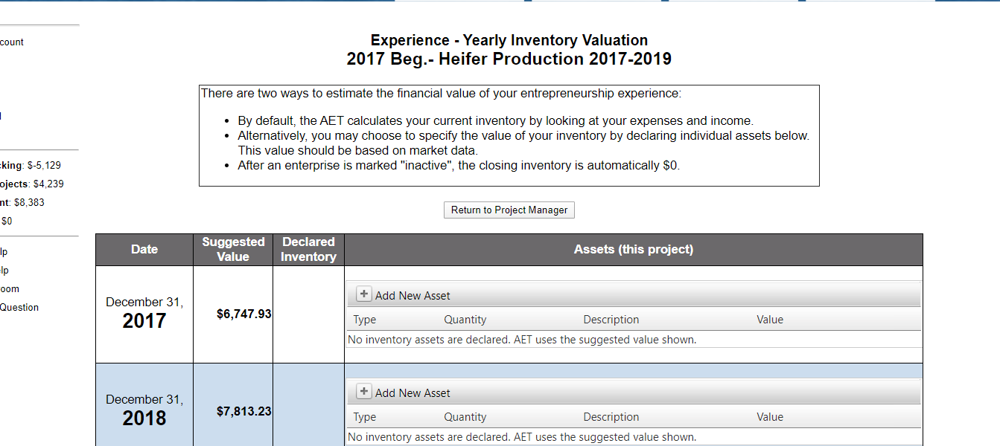 count
Experience - Yearly Inventory Valuation
2017 Beg.- Heifer Production 2017-2019
There are two ways to estimate the financial value of your entrepreneurship experience:
• By default, the AET calculates your current inventory by looking at your expenses and income.
• Alternatively, you may choose to specify the value of your inventory by declaring individual assets below.
This value should be based on market data.
• After an enterprise is marked "inactive", the closing inventory is automatically $0.
cking: $-5,129
ojects: $4,239
nt: $8,383
$0
lp
elp
oom
Question
Return to Project Manager
Date Suggested Value Declared Inventory Assets (this project)
December 31,
2017
$6,747.93
+ Add New Asset
Type Quantity Description Value
No inventory assets are declared. AET uses the suggested value shown.
December 31,
2018
$7,813.23
+ Add New Asset
Type Quantity Description Value
No inventory assets are declared. AET uses the suggested value shown.